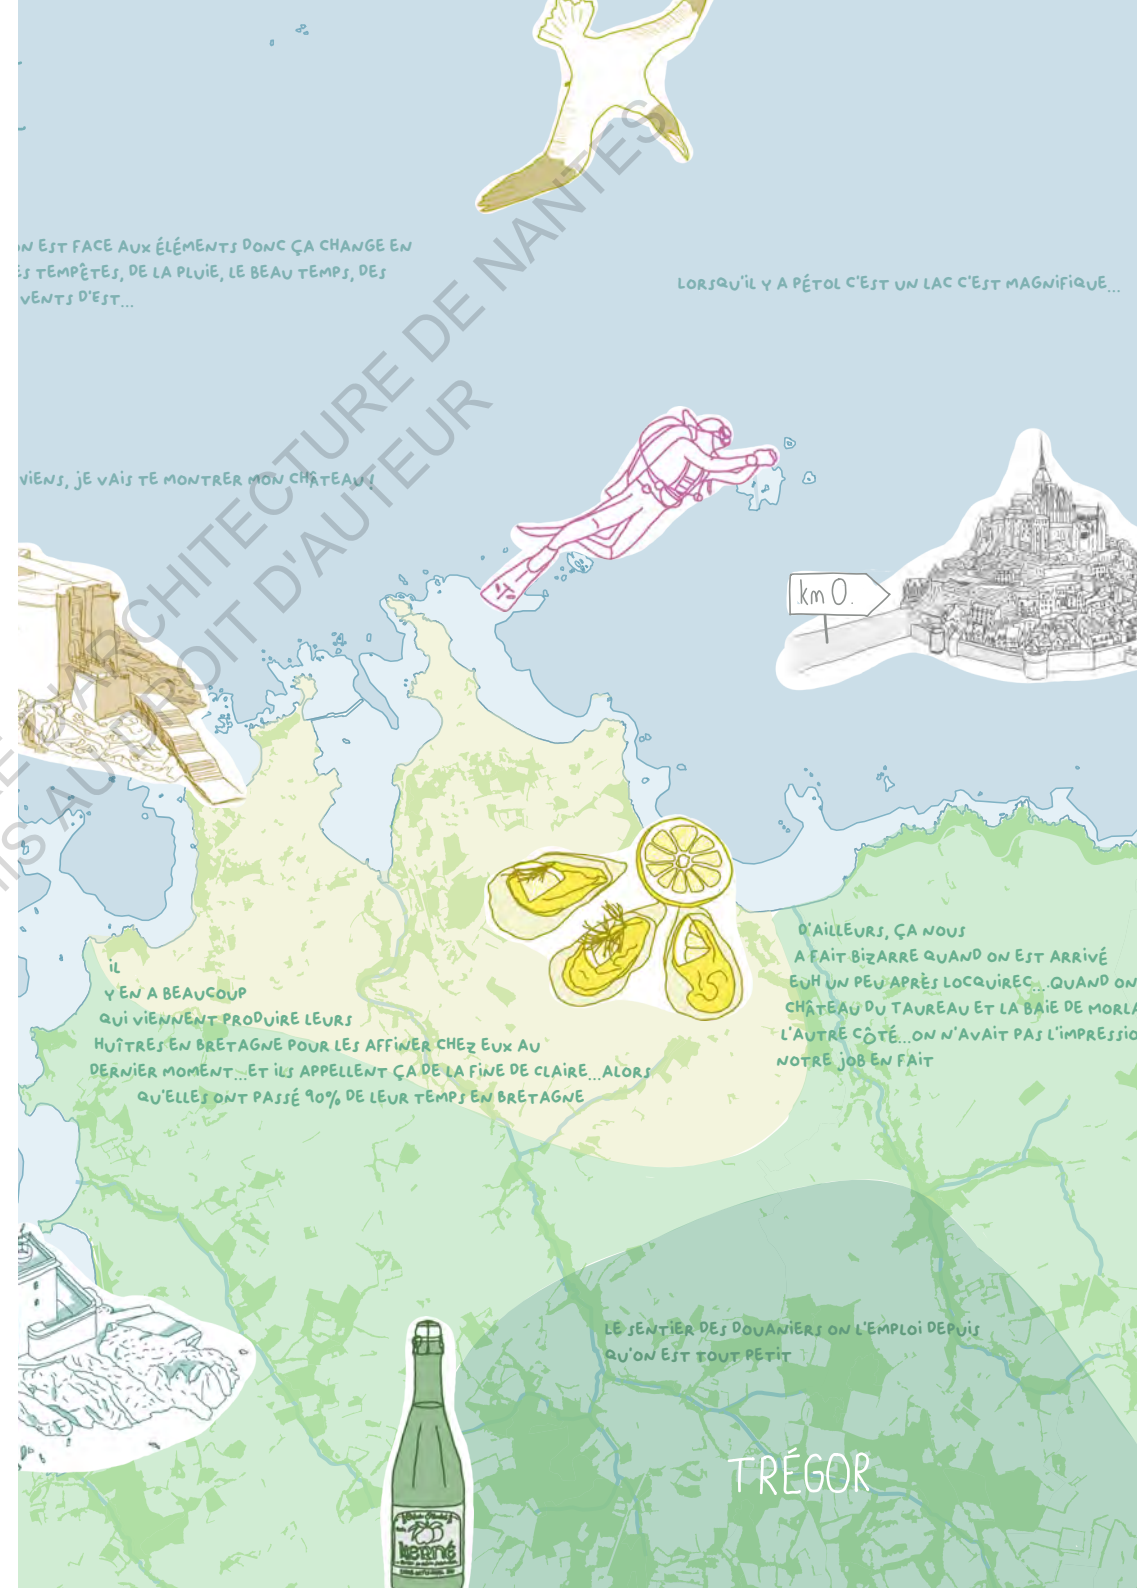 N EST FACE AUX ÉLÉMENTS DONC ÇA CHANGE EN
S TEMPÊTES, DE LA PLUIE, LE BEAU TEMPS, DES
VENTS D'EST...
LORSQU'IL Y A PÉTOL C'EST UN LAC C'EST MAGNIFIQUE...
VIENS, JE VAIS TE MONTRER MON CHÂTEAU !
km 0.
IL
Y EN A BEAUCOUP
QUI VIENNENT PRODUIRE LEURS
HUÎTRES EN BRETAGNE POUR LES AFFINER CHEZ EUX AU
DERNIER MOMENT...ET ILS APPELLENT ÇA DE LA FINE DE CLAIRE...ALORS
QU'ELLES ONT PASSÉ 90% DE LEUR TEMPS EN BRETAGNE
D'AILLEURS, ÇA NOUS
A FAIT BIZARRE QUAND ON EST ARRIVÉ
EUH UN PEU APRÈS LOCQUIREC...QUAND ON
CHÂTEAU DU TAUREAU ET LA BAIE DE MORLA
L'AUTRE CÔTÉ...ON N'AVAIT PAS L'IMPRESSIO
NOTRE JOB EN FAIT
LE SENTIER DES DOUANIERS ON L'EMPLOI DEPUIS
QU'ON EST TOUT PETIT
TRÉGOR
kerné
E D'ARCHITECTURE DE NANTES
IS AU DROIT D'AUTEUR